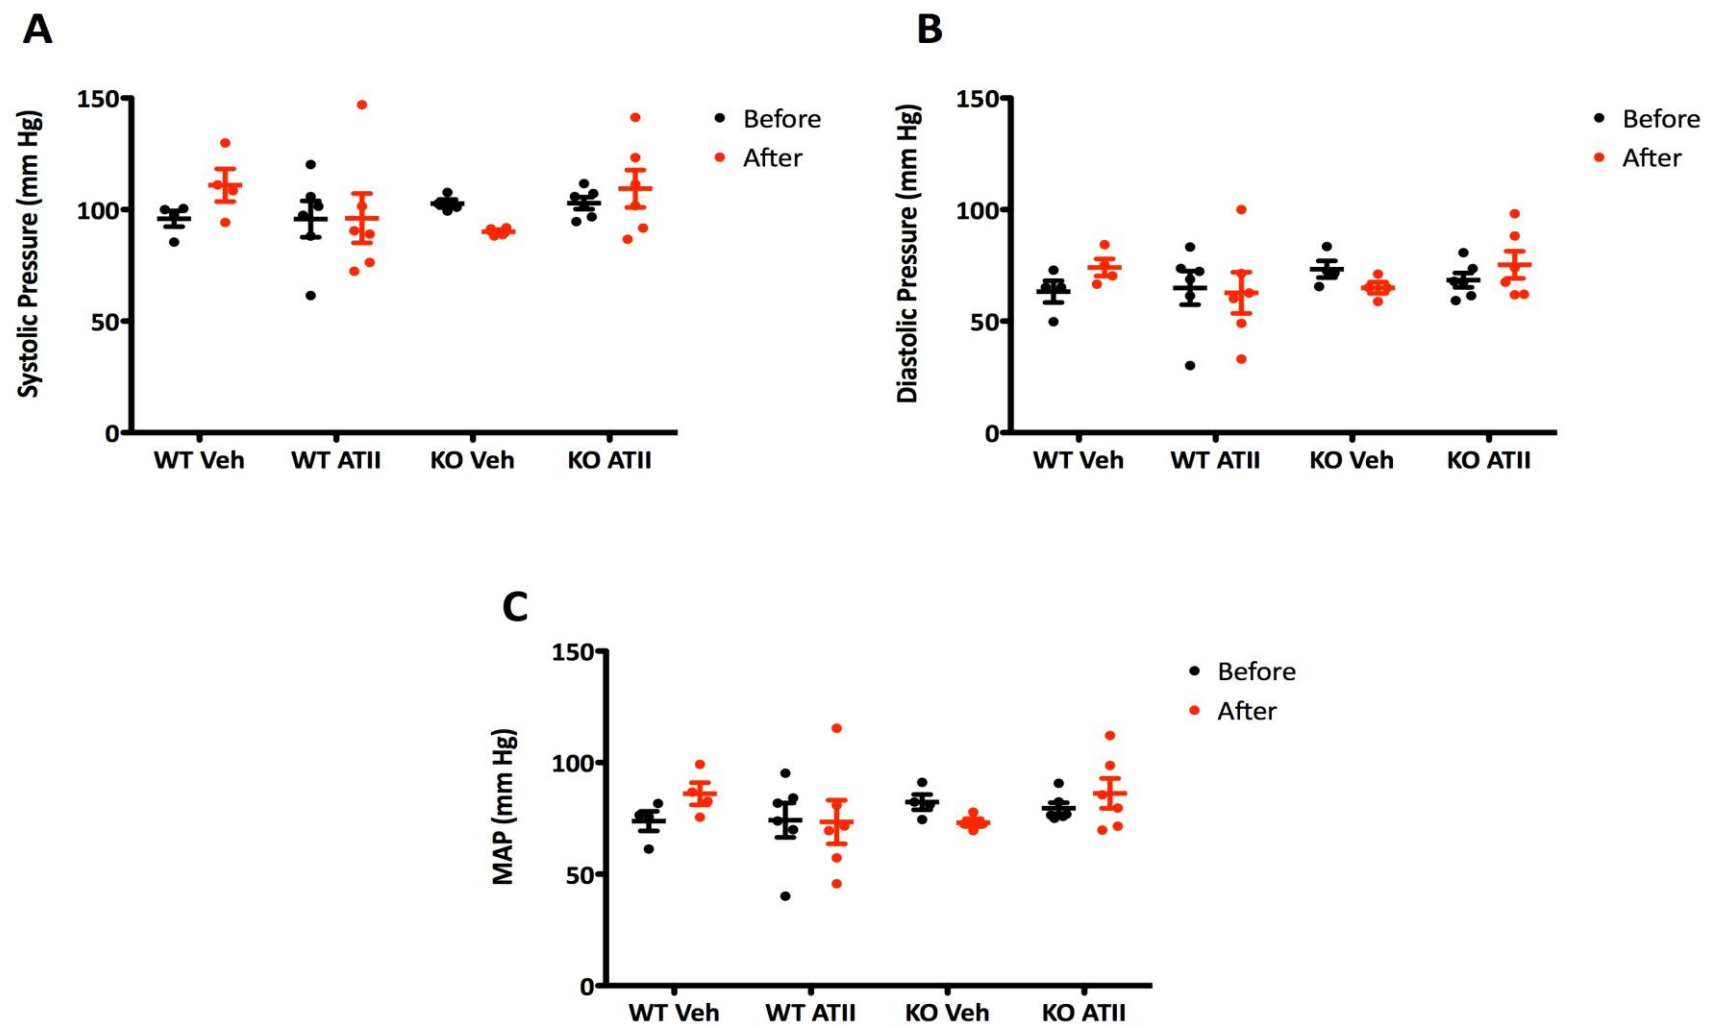 A
Systolic Pressure (mm Hg)
150
100
50
0
WT Veh
WT ATII
KO Veh
KO ATII
Before
After
B
Diastolic Pressure (mm Hg)
150
100
50
0
WT Veh
WT ATII
KO Veh
KO ATII
Before
After
C
MAP (mm Hg)
150
100
50
0
WT Veh
WT ATII
KO Veh
KO ATII
Before
After